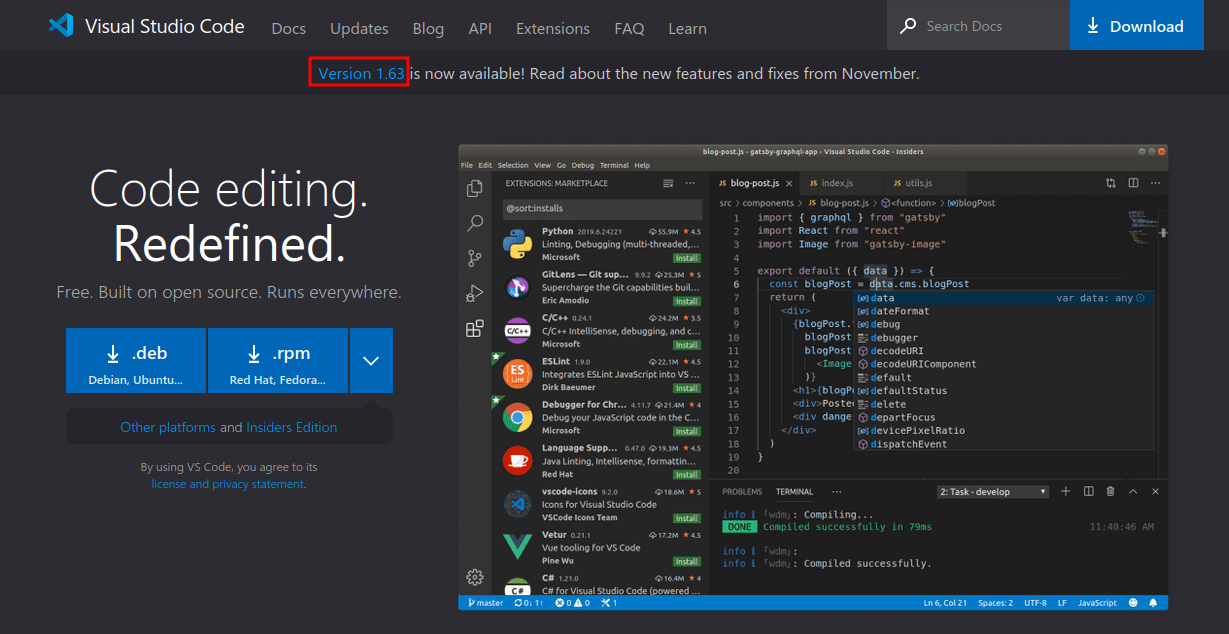 Visual Studio Code Docs Updates Blog API Extensions FAQ Learn Search Docs Download
Version 1.63 is now available! Read about the new features and fixes from November.
Code editing.
Redefined.
Free. Built on open source. Runs everywhere.
.deb
Debian, Ubuntu...
.rpm
Red Hat, Fedora...
Other platforms and Insiders Edition
By using VS Code, you agree to its
license and privacy statement.
blog-post.js - gatsby-graphql-app - Visual Studio Code - Insiders
File Edit Selection View Go Debug Terminal Help
EXTENSIONS: MARKETPLACE
@sort:installs
Python 2019.6.24221 55.9M 4.5
Linting, Debugging (multi-threaded,...
Microsoft Install
GitLens — Git sup... 9.9.2 25.3M 5
Supercharge the Git capabilities buil...
Eric Amodio Install
C/C++ 0.24.1 24.2M 3.5
C/C++ IntelliSense, debugging, and c...
Microsoft Install
ESLint 1.9.0 22.1M 4.5
Integrates ESLint JavaScript into VS ...
Dirk Baeumer Install
Debugger for Chr... 4.11.7 21.4M 4
Debug your JavaScript code in the C...
Microsoft Install
Language Supp... 0.47.0 19.3M 4.5
Java Linting, Intellisense, formattin...
Red Hat Install
vscode-icons 9.2.0 18.6M 5
Icons for Visual Studio Code
VSCode Icons Team Install
Vetur 0.21.1 17.2M 4.5
Vue tooling for VS Code
Pine Wu Install
C# 1.21.0 16.4M 4
C# for Visual Studio Code (powered ...
JS blog-post.js JS index.js JS utils.js
src > components > JS blog-post.js > <function> > blogPost
1 import { graphql } from "gatsby"
2 import React from "react"
3 import Image from "gatsby-image"
4
5 export default ({ data }) => {
6 const blogPost = data.cms.blogPost
7 return (
8 <div>
9 {blogPost.
10 blogPost
11 blogPost
12 <Image
13 )}
14 <h1>{blogPo
15 <div>Poste
16 <div dange
17 </div>
18 )
19 }
20
data var data: any
dateFormat
debug
debugger
decodeURI
decodeURIComponent
default
defaultStatus
delete
departFocus
devicePixelRatio
dispatchEvent
PROBLEMS TERMINAL ... 2: Task - develop
info ℹ ｢wdm｣: Compiling...
DONE Compiled successfully in 79ms 11:40:46 AM
info ℹ ｢wdm｣:
info ℹ ｢wdm｣: Compiled successfully.
master 0↓ 1↑ 0 0 1 Ln 6, Col 21 Spaces: 2 UTF-8 LF JavaScript